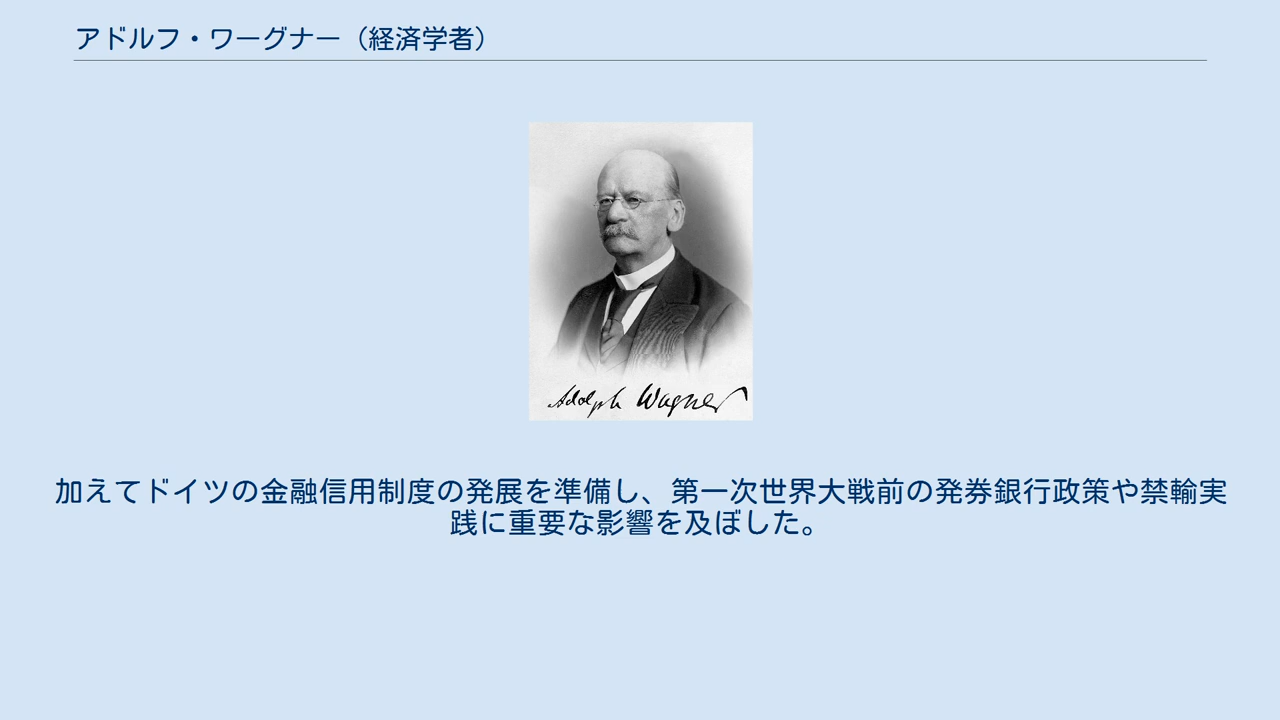 アドルフ・ワーグナー（経済学者）
Adolph Wagner
加えてドイツの金融信用制度の発展を準備し、第一次世界大戦前の発券銀行政策や禁輸実
践に重要な影響を及ぼした。